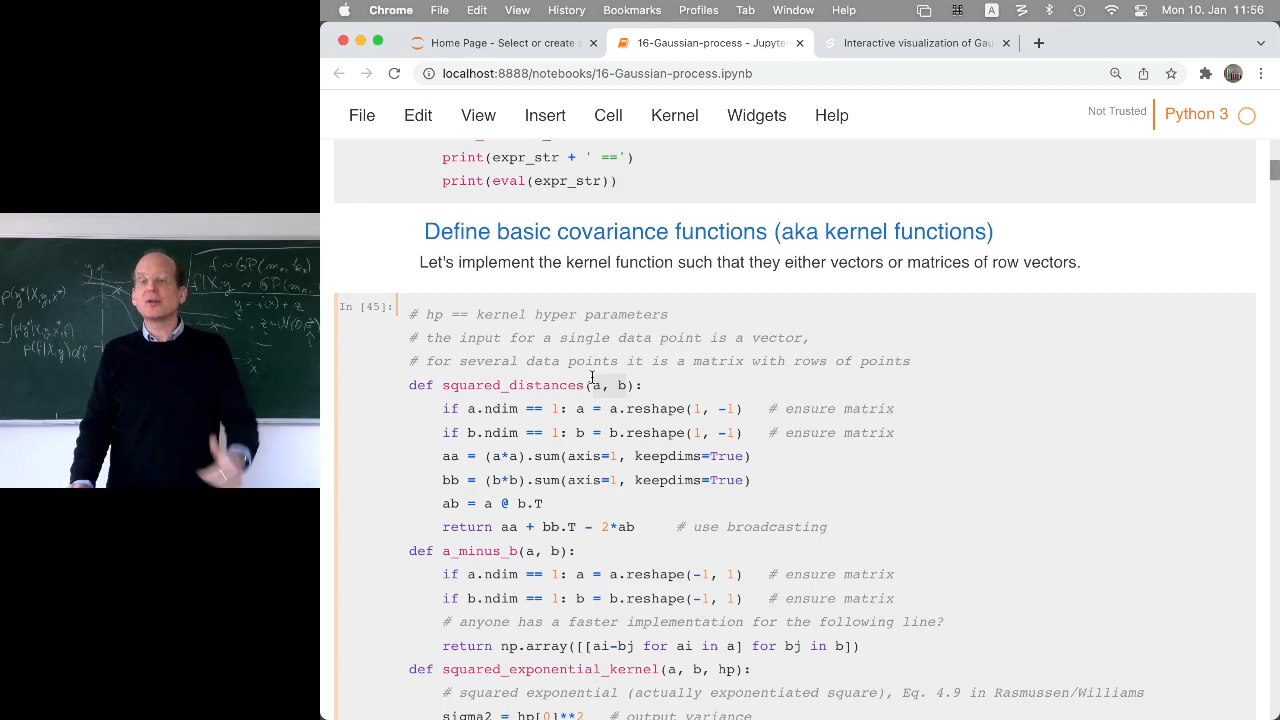 Chrome File Edit View History Bookmarks Profiles Tab Window Help A Mon 10. Jan 11:56
Home Page - Select or create a
16-Gaussian-process - Jupyte
Interactive visualization of Gau
localhost:8888/notebooks/16-Gaussian-process.ipynb
File Edit View Insert Cell Kernel Widgets Help Not Trusted Python 3
print(expr_str + ' ==')
print(eval(expr_str))
Define basic covariance functions (aka kernel functions)
Let's implement the kernel function such that they either vectors or matrices of row vectors.
In [45]:
# hp == kernel hyper parameters
# the input for a single data point is a vector,
# for several data points it is a matrix with rows of points
def squared_distances(a, b):
if a.ndim == 1: a = a.reshape(1, -1) # ensure matrix
if b.ndim == 1: b = b.reshape(1, -1) # ensure matrix
aa = (a*a).sum(axis=1, keepdims=True)
bb = (b*b).sum(axis=1, keepdims=True)
ab = a @ b.T
return aa + bb.T - 2*ab # use broadcasting
def a_minus_b(a, b):
if a.ndim == 1: a = a.reshape(-1, 1) # ensure matrix
if b.ndim == 1: b = b.reshape(-1, 1) # ensure matrix
# anyone has a faster implementation for the following line?
return np.array([[ai-bj for ai in a] for bj in b])
def squared_exponential_kernel(a, b, hp):
# squared exponential (actually exponentiated square), Eq. 4.9 in Rasmussen/Williams
sigma2 = hp[0]**2 # output variance